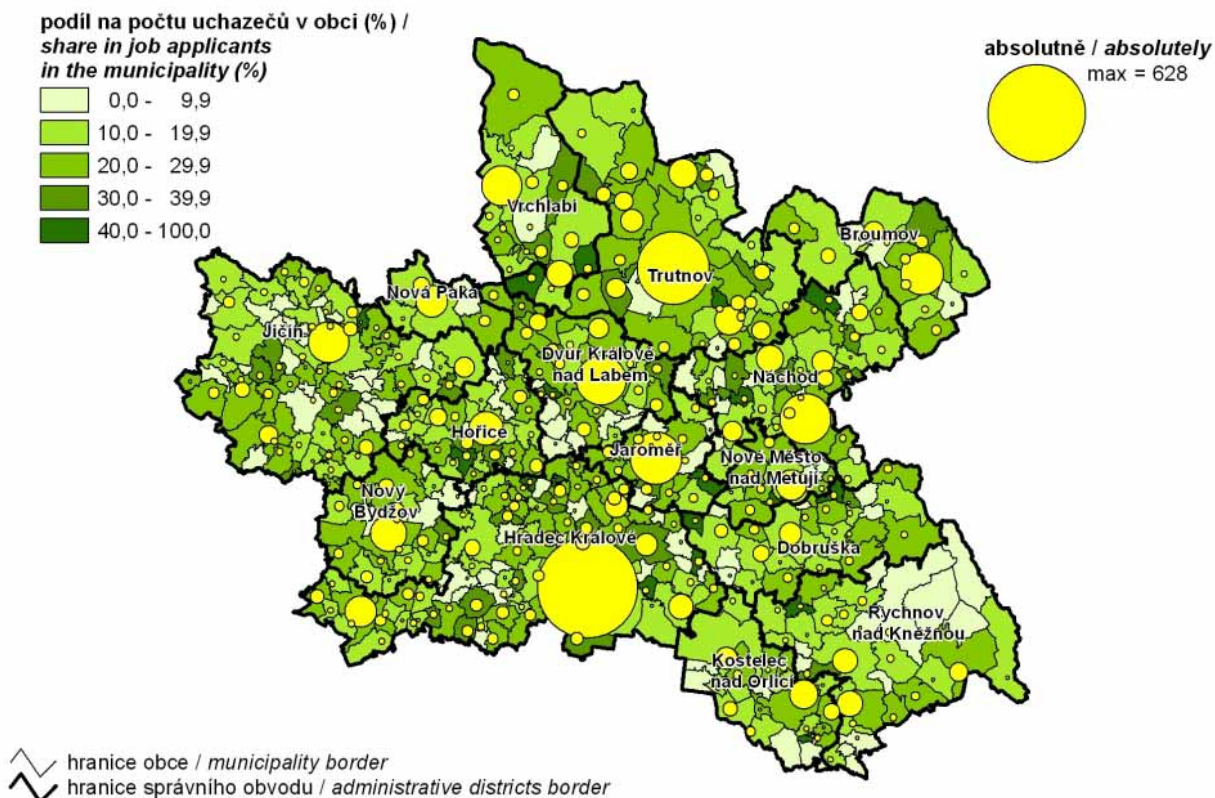 podíl na počtu uchazečů v obci (%) /
share in job applicants
in the municipality (%)
0,0 - 9,9
10,0 - 19,9
20,0 - 29,9
30,0 - 39,9
40,0 - 100,0
absolutně / absolutely
max = 628
Vrchlabí
Broumov
Trutnov
Nová Paka
Jičín
Dvůr Králové
nad Labem
Náchod
Hořice
Jaroměř
Nové Město
nad Metují
Nový
Bydžov
Hradec Králové
Dobruška
Rychnov
nad Kněžnou
Kostelec
nad Orlicí
hranice obce / municipality border
hranice správního obvodu / administrative districts border